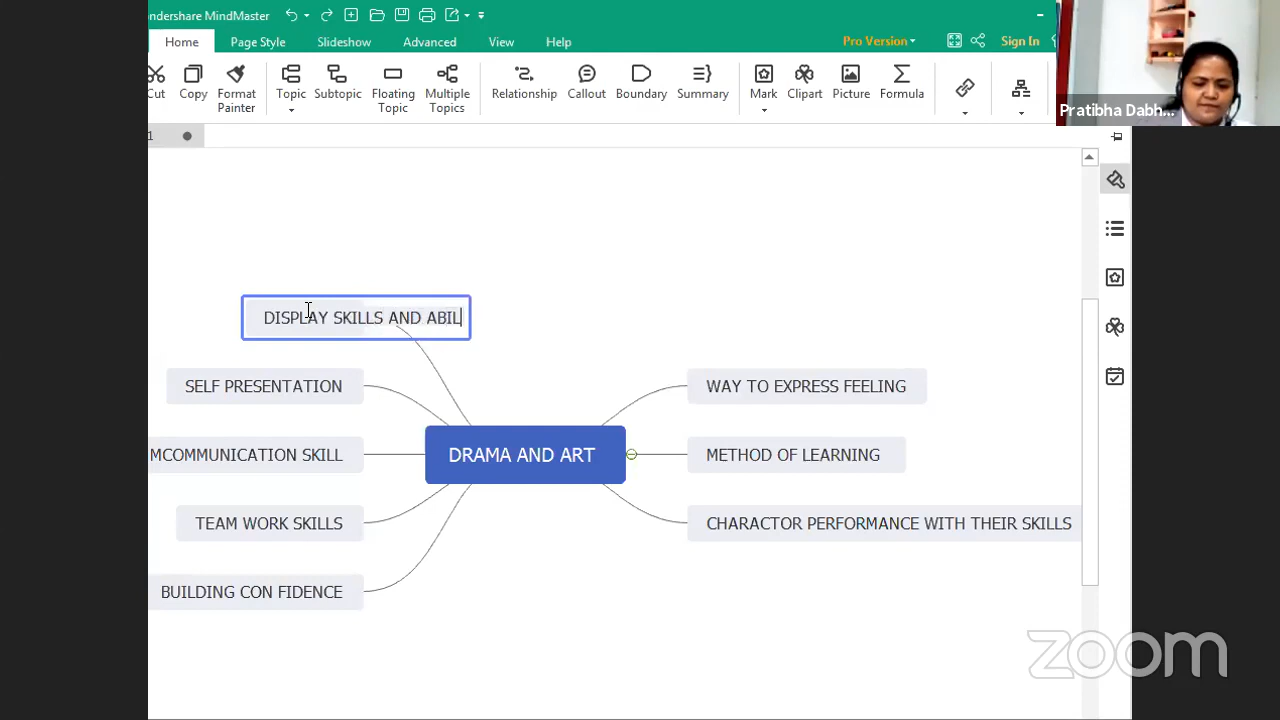 ndershare MindMaster
Home
Page Style
Slideshow
Advanced
View
Help
Pro Version
Sign In
Cut
Copy
Format
Painter
Topic
Subtopic
Floating
Topic
Multiple
Topics
Relationship
Callout
Boundary
Summary
Mark
Clipart
Picture
Formula
Pratibha Dabh...
1
DISPLAY SKILLS AND ABIL
SELF PRESENTATION
MCOMMUNICATION SKILL
TEAM WORK SKILLS
BUILDING CON FIDENCE
DRAMA AND ART
WAY TO EXPRESS FEELING
METHOD OF LEARNING
CHARACTOR PERFORMANCE WITH THEIR SKILLS
zoom